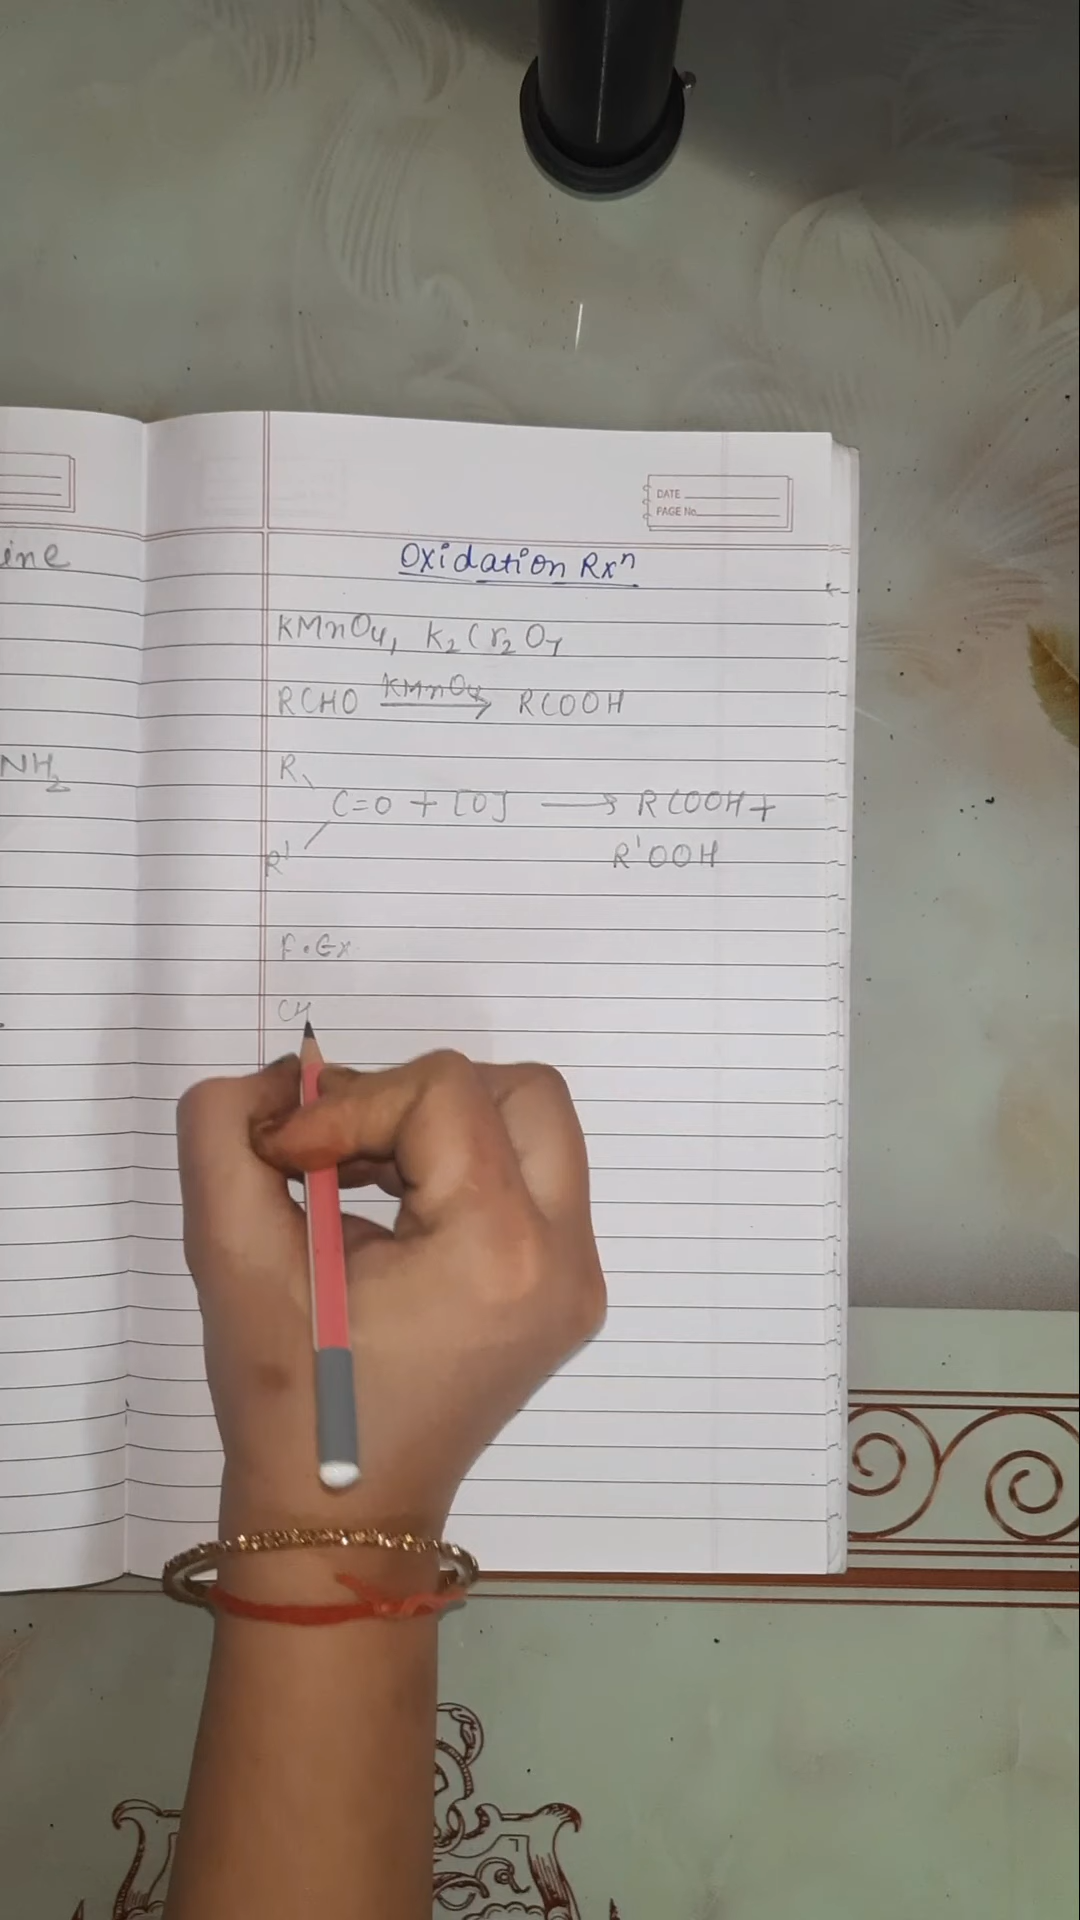 DATE
PAGE No.
ine
Oxidation Rxⁿ
KMnO4, K2Cr2O7
RCHO —KMnO4→ RCOOH
NH2
R
C=O + [O] ⟶ RCOOH+
R' R'OOH
F.Ex
CH